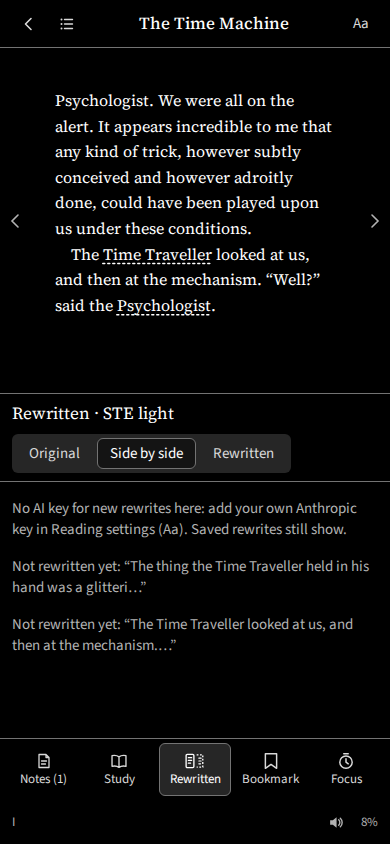 The Time Machine
Aa
Psychologist. We were all on the
alert. It appears incredible to me that
any kind of trick, however subtly
conceived and however adroitly
done, could have been played upon
us under these conditions.
The Time Traveller looked at us,
and then at the mechanism. “Well?”
said the Psychologist.
Rewritten · STE light
Original
Side by side
Rewritten
No AI key for new rewrites here: add your own Anthropic
key in Reading settings (Aa). Saved rewrites still show.
Not rewritten yet: “The thing the Time Traveller held in his
hand was a glitteri…”
Not rewritten yet: “The Time Traveller looked at us, and
then at the mechanism.…”
Notes (1)
Study
Rewritten
Bookmark
Focus
I
8%